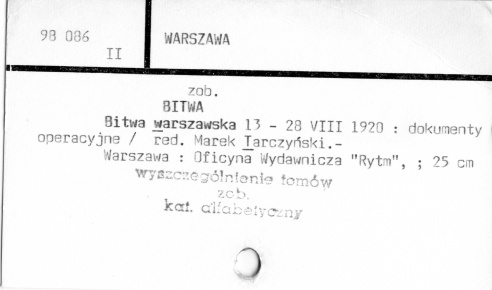 98 086
II
WARSZAWA
zob.
BITWA
Bitwa warszawska 13 - 28 VIII 1920 : dokumenty
operacyjne / red. Marek Tarczyński.-
Warszawa : Oficyna Wydawnicza "Rytm", ; 25 cm
wyszczególnienie tomów
zob.
kat. alfabetyczny